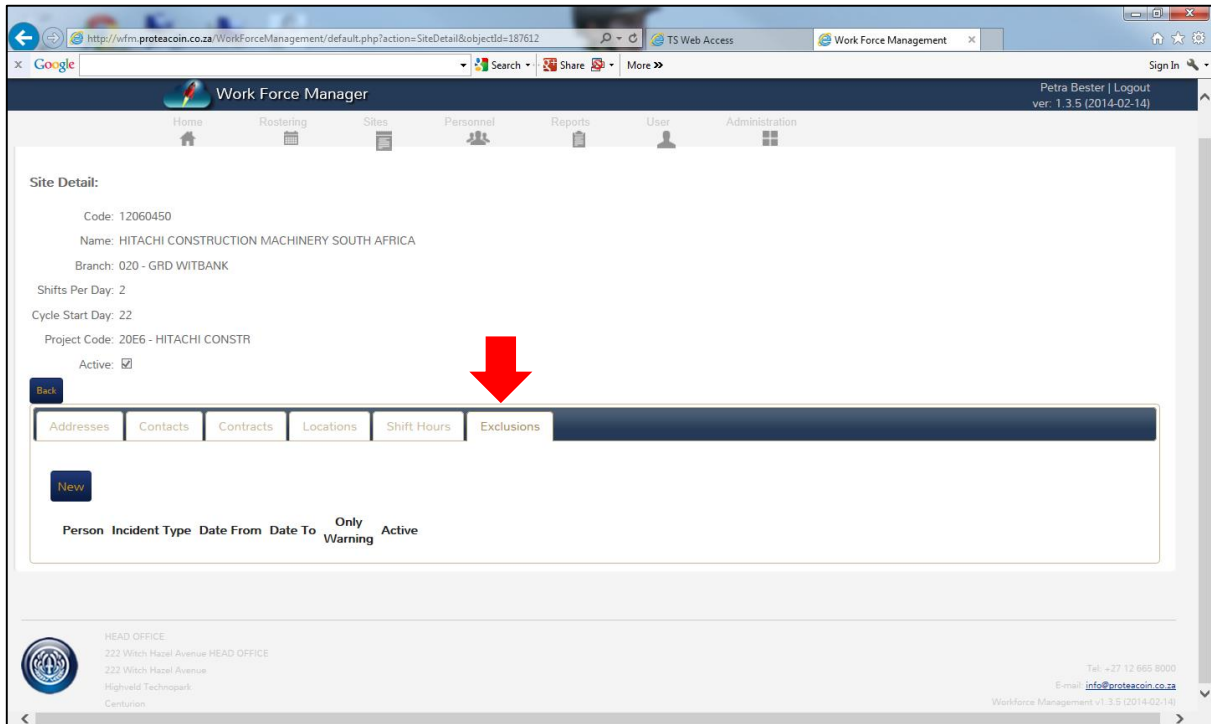 http://wfm.proteacoin.co.za/WorkForceManagement/default.php?action=SiteDetail&objectId=187612
TS Web Access
Work Force Management
x Google
Search
Share
More »
Sign In
Work Force Manager
Petra Bester | Logout
ver: 1.3.5 (2014-02-14)
Home Rostering Sites Personnel Reports User Administration
Site Detail:
Code: 12060450
Name: HITACHI CONSTRUCTION MACHINERY SOUTH AFRICA
Branch: 020 - GRD WITBANK
Shifts Per Day: 2
Cycle Start Day: 22
Project Code: 20E6 - HITACHI CONSTR
Active:
Back
Addresses Contacts Contracts Locations Shift Hours Exclusions
New
Person Incident Type Date From Date To Only Warning Active
HEAD OFFICE
222 Witch Hazel Avenue HEAD OFFICE
222 Witch Hazel Avenue
Highveld Technopark
Centurion
Tel: +27 12 665 8000
E-mail: info@proteacoin.co.za
Workforce Management v1.3.5 (2014-02-14)